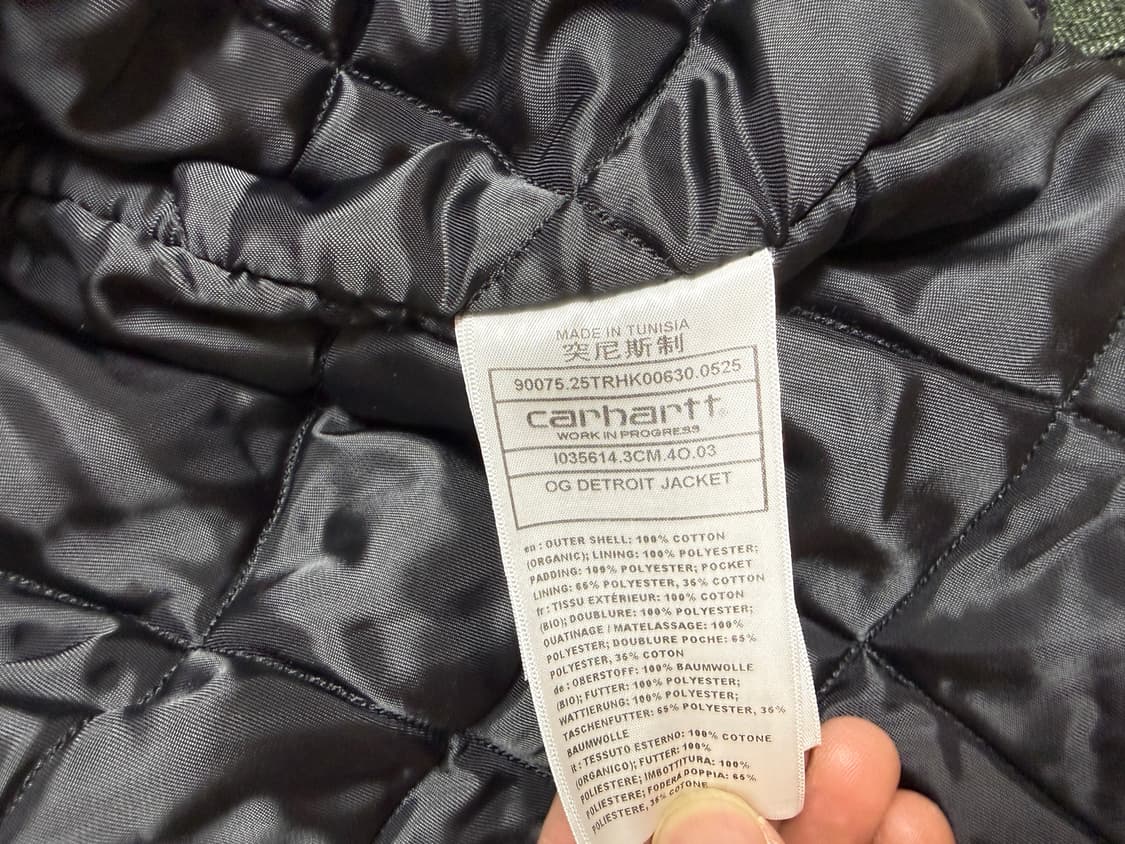 MADE IN TUNISIA
突尼斯制
90075.25TRHK00630.0525
carhartt®
WORK IN PROGRESS
I035614.3CM.4O.03
OG DETROIT JACKET
en : OUTER SHELL: 100% COTTON
(ORGANIC); LINING: 100% POLYESTER;
PADDING: 100% POLYESTER; POCKET
LINING: 65% POLYESTER, 35% COTTON
fr : TISSU EXTÉRIEUR: 100% COTON
(BIO); DOUBLURE: 100% POLYESTER;
OUATINAGE / MATELASSAGE: 100%
POLYESTER; DOUBLURE POCHE: 65%
POLYESTER, 35% COTON
de : OBERSTOFF: 100% BAUMWOLLE
(BIO); FUTTER: 100% POLYESTER;
WATTIERUNG: 100% POLYESTER;
TASCHENFUTTER: 65% POLYESTER, 35%
BAUMWOLLE
it : TESSUTO ESTERNO: 100% COTONE
(ORGANICO); FUTTER: 100%
POLIESTERE; IMBOTTITURA: 100%
POLIESTERE; FODERA DOPPIA: 65%
POLIESTERE, 35% COTONE